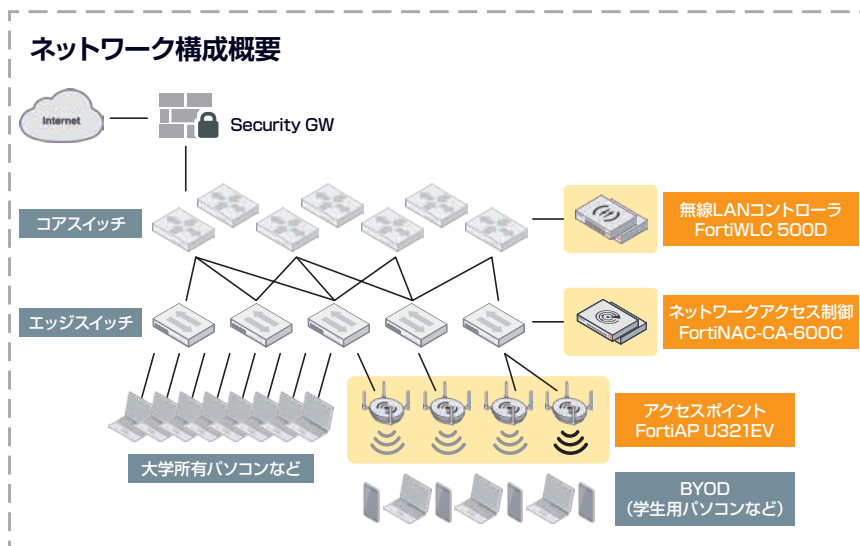 ネットワーク構成概要
Internet
Security GW
コアスイッチ
無線LANコントローラ
FortiWLC 500D
エッジスイッチ
ネットワークアクセス制御
FortiNAC-CA-600C
アクセスポイント
FortiAP U321EV
大学所有パソコンなど
BYOD
（学生用パソコンなど）